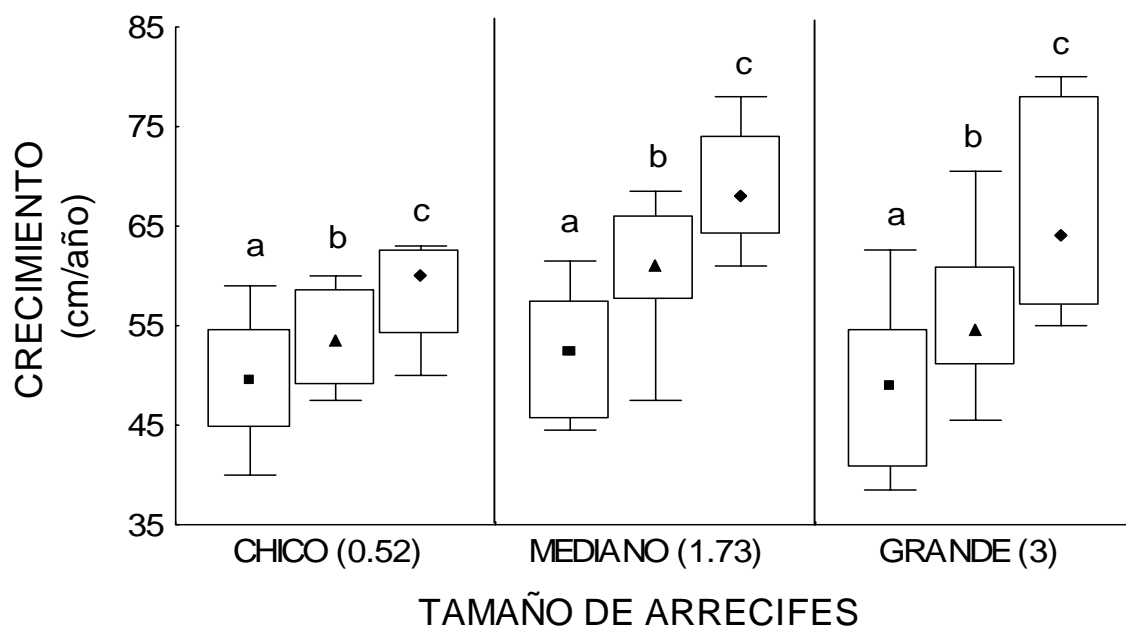 CRECIMIENTO
(cm/año)
85
75
65
55
45
35
a
b
c
a
b
c
a
b
c
CHICO (0.52)
MEDIANO (1.73)
GRANDE (3)
TAMAÑO DE ARRECIFES